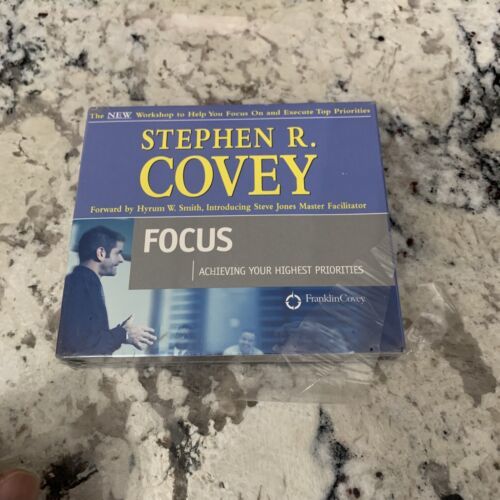 The NEW Workshop to Help You Focus On and Execute Top Priorities
STEPHEN R.
COVEY
Forward by Hyrum W. Smith, Introducing Steve Jones Master Facilitator
FOCUS
ACHIEVING YOUR HIGHEST PRIORITIES
FranklinCovey